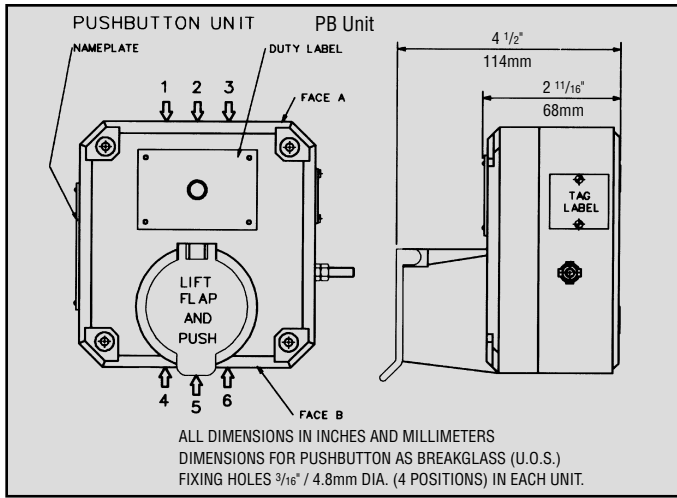 PUSHBUTTON UNIT PB Unit
NAMEPLATE
DUTY LABEL
1 2 3
FACE A
LIFT
FLAP
AND
PUSH
4 5 6
FACE B
4 1/2"
114mm
2 11/16"
68mm
TAG
LABEL
ALL DIMENSIONS IN INCHES AND MILLIMETERS
DIMENSIONS FOR PUSHBUTTON AS BREAKGLASS (U.O.S.)
FIXING HOLES 3/16" / 4.8mm DIA. (4 POSITIONS) IN EACH UNIT.